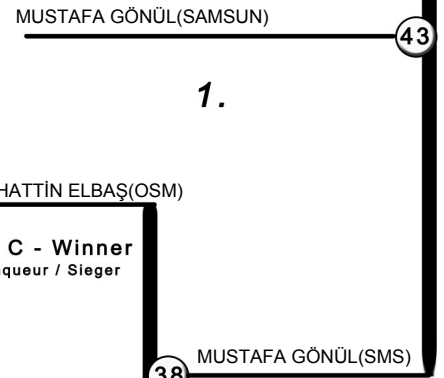 MUSTAFA GÖNÜL(SAMSUN)
43
1.
HATTİN ELBAŞ(OSM)
C - Winner
queur / Sieger
MUSTAFA GÖNÜL(SMS)
38